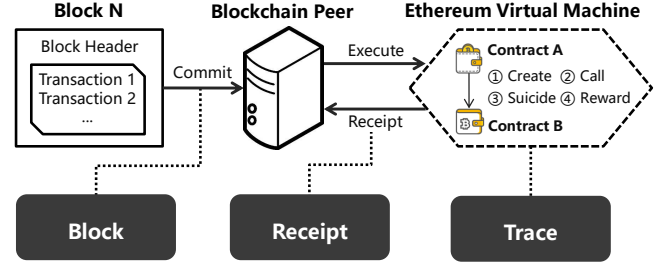 Block N
Blockchain Peer
Ethereum Virtual Machine
Block Header
Transaction 1
Transaction 2
...
Commit
Execute
Receipt
Contract A
① Create ② Call
③ Suicide ④ Reward
Contract B
Block
Receipt
Trace